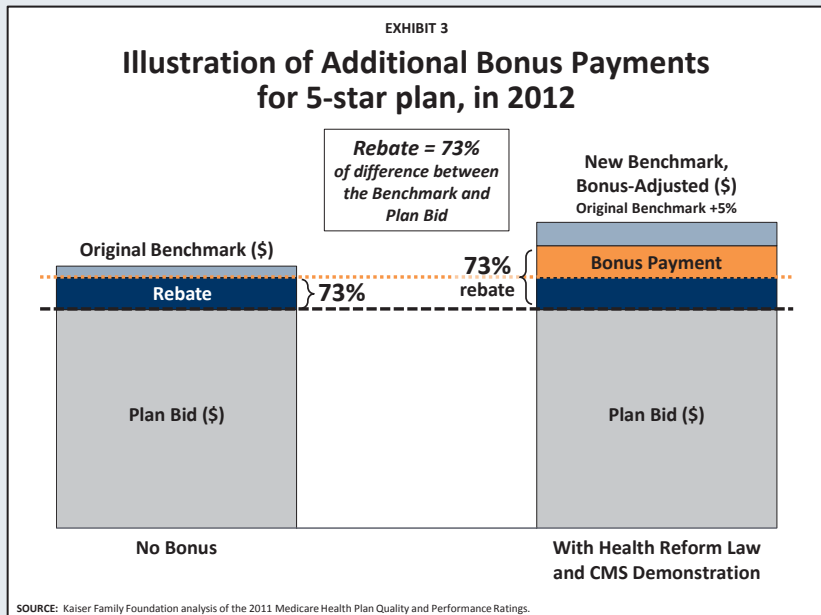 EXHIBIT 3
Illustration of Additional Bonus Payments
for 5-star plan, in 2012
Rebate = 73%
of difference between
the Benchmark and
Plan Bid
New Benchmark,
Bonus-Adjusted ($)
Original Benchmark +5%
Original Benchmark ($)
Rebate
73%
73%
rebate
Bonus Payment
Plan Bid ($)
Plan Bid ($)
No Bonus
With Health Reform Law
and CMS Demonstration
SOURCE: Kaiser Family Foundation analysis of the 2011 Medicare Health Plan Quality and Performance Ratings.